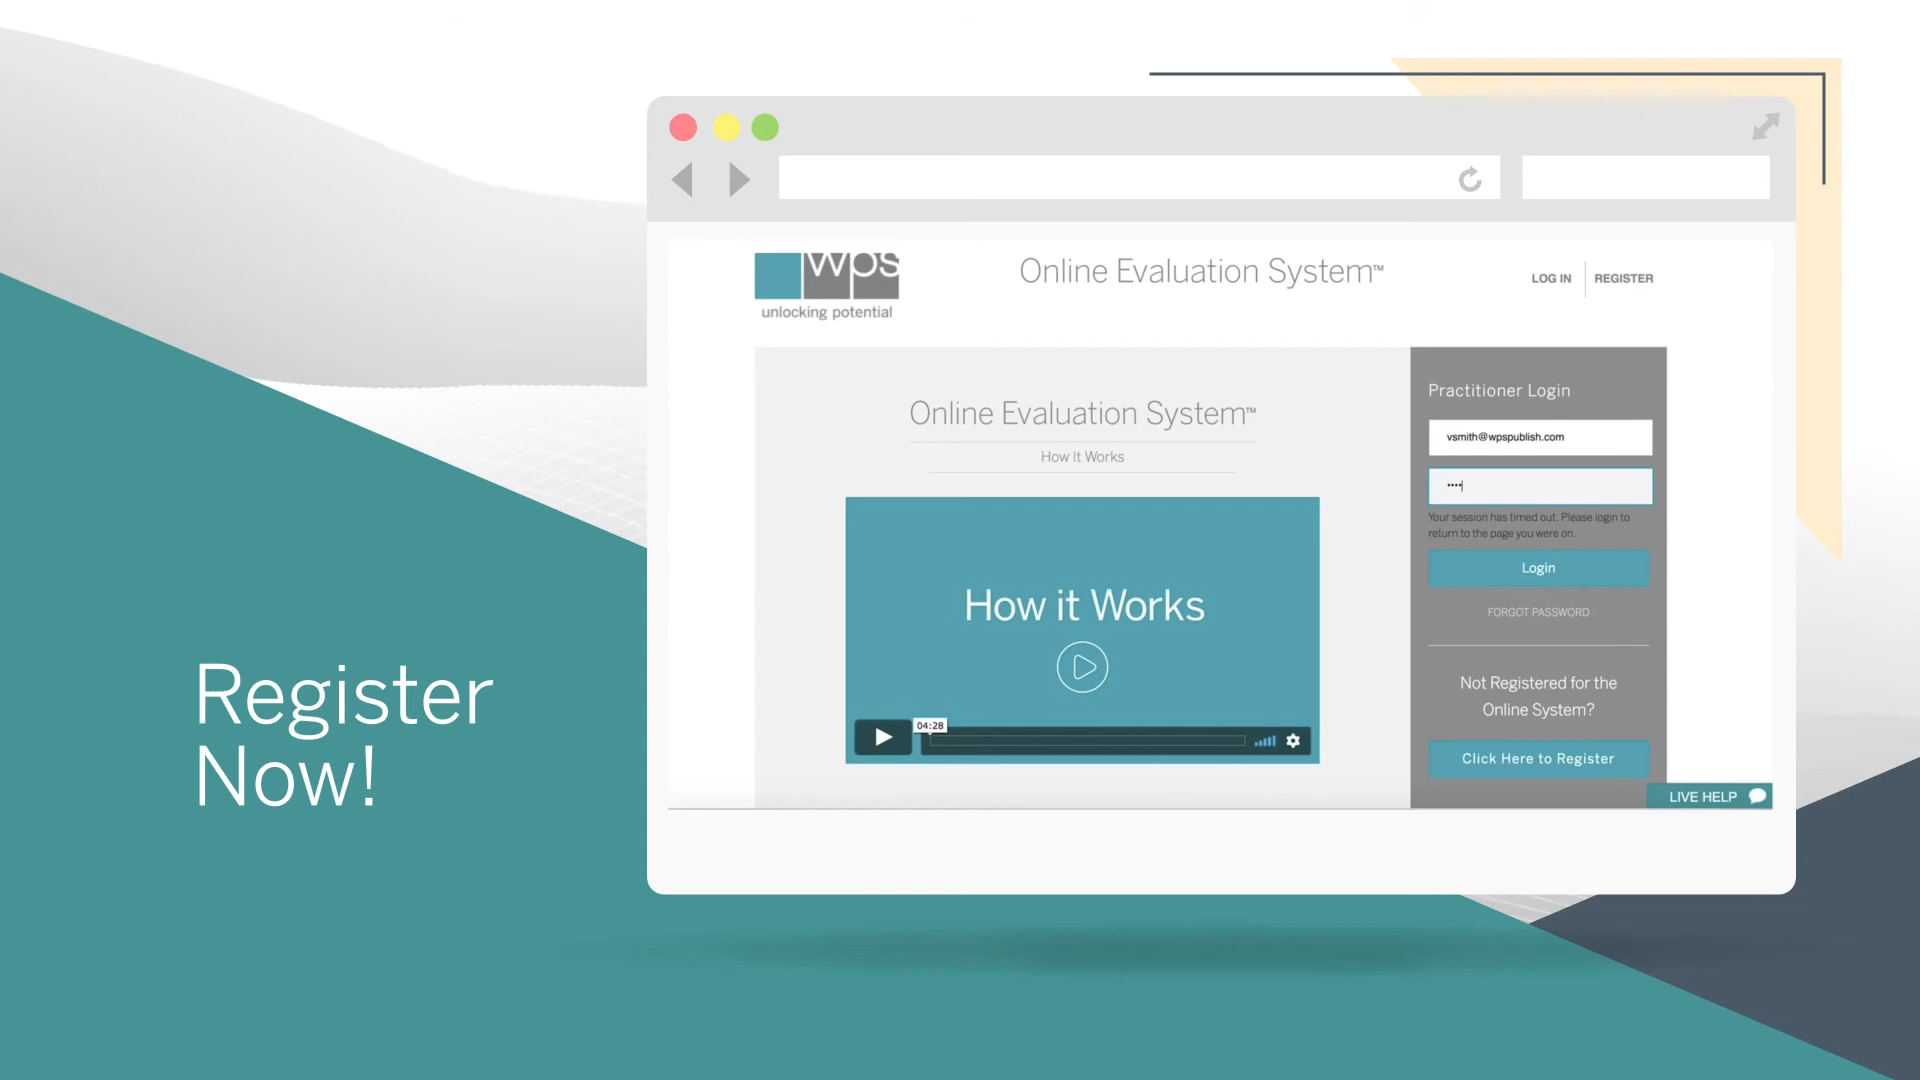 wps
unlocking potential
Online Evaluation System™
LOG IN
REGISTER
Online Evaluation System™
How It Works
How it Works
04:28
Practitioner Login
vsmith@wpspublish.com
••••
Your session has timed out. Please login to
return to the page you were on.
Login
FORGOT PASSWORD
Not Registered for the
Online System?
Click Here to Register
LIVE HELP
Register
Now!